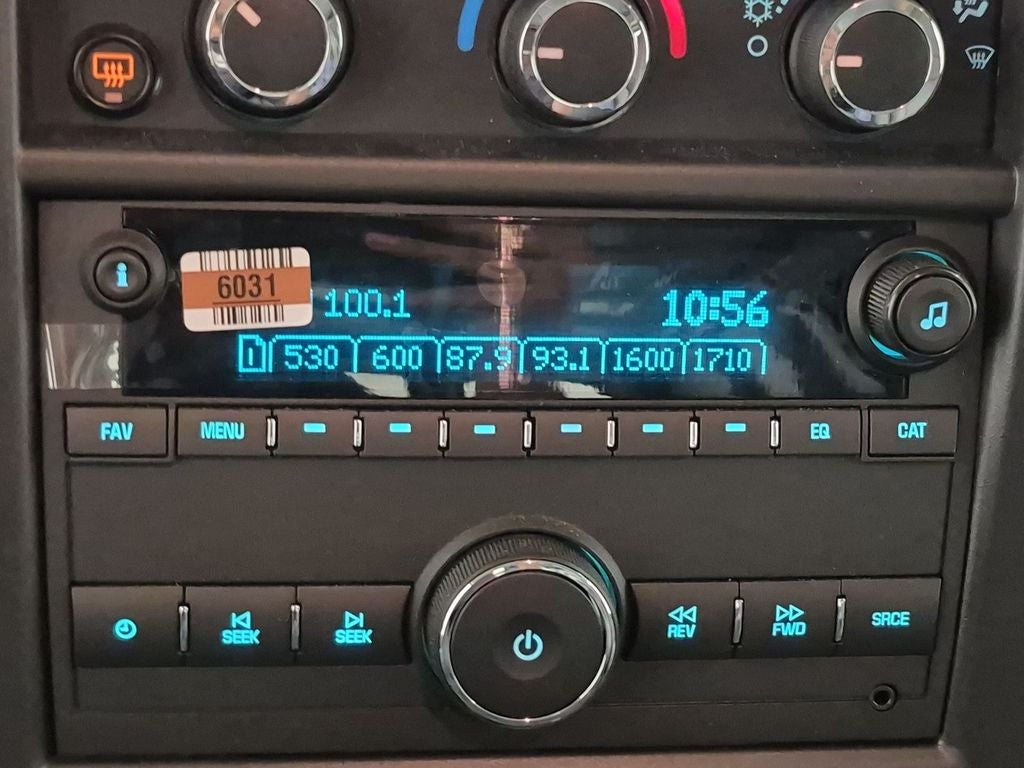 i
6031
100.1
10:56
1 530 600 87.9 93.1 1600 1710
FAV
MENU
EQ
CAT
SEEK
SEEK
REV
FWD
SRCE